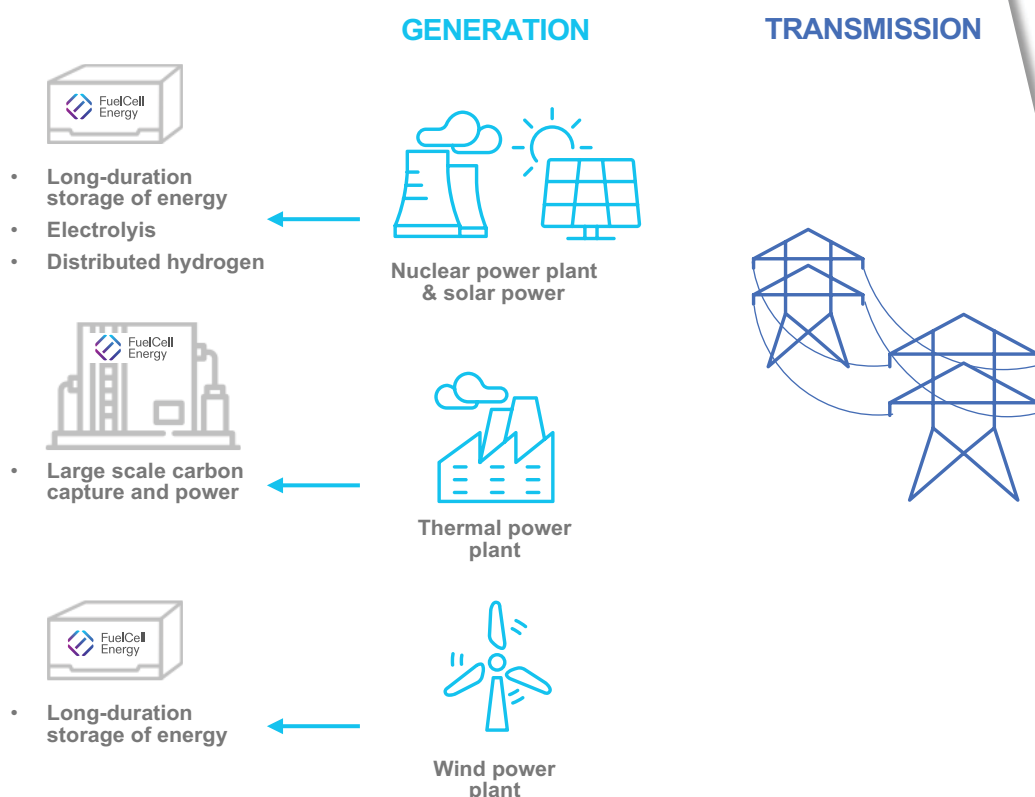 GENERATION
TRANSMISSION
FuelCell
Energy
• Long-duration
storage of energy
• Electrolyis
• Distributed hydrogen
Nuclear power plant
& solar power
FuelCell
Energy
• Large scale carbon
capture and power
Thermal power
plant
FuelCell
Energy
• Long-duration
storage of energy
Wind power
plant